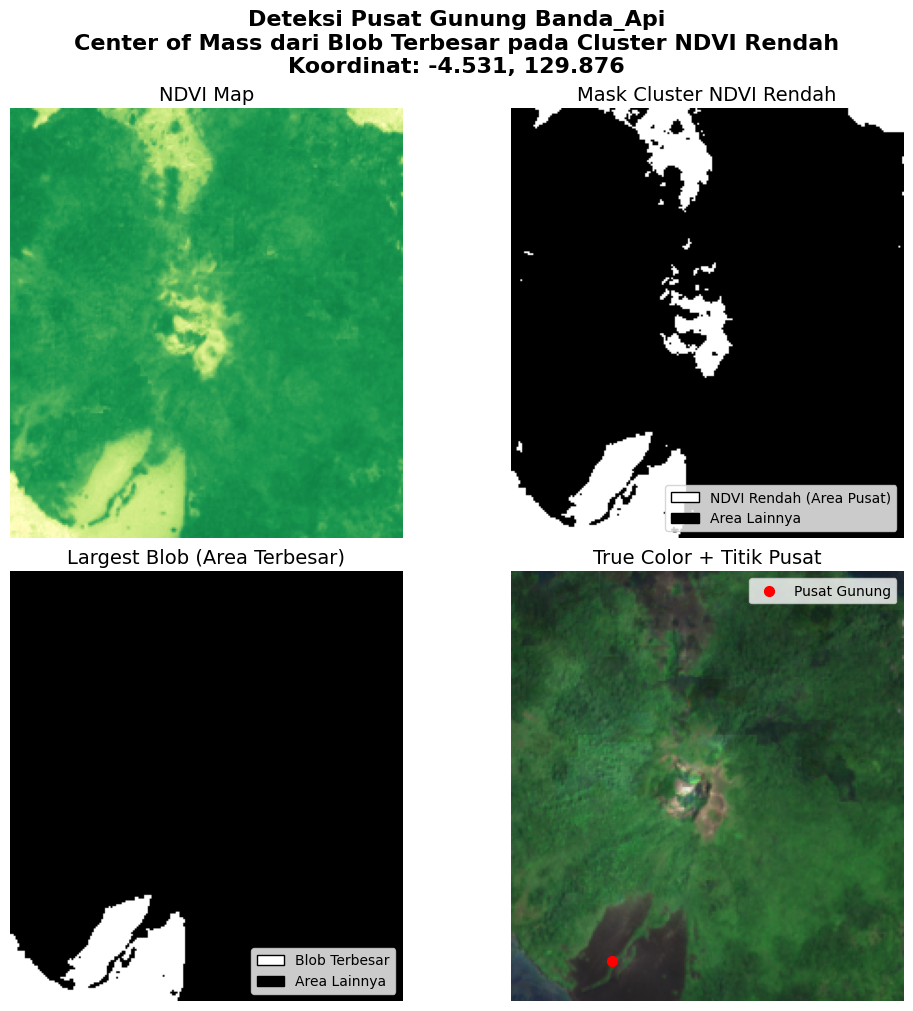 Deteksi Pusat Gunung Banda_Api
Center of Mass dari Blob Terbesar pada Cluster NDVI Rendah
Koordinat: -4.531, 129.876
NDVI Map
Mask Cluster NDVI Rendah
NDVI Rendah (Area Pusat)
Area Lainnya
Largest Blob (Area Terbesar)
True Color + Titik Pusat
Blob Terbesar
Area Lainnya
Pusat Gunung